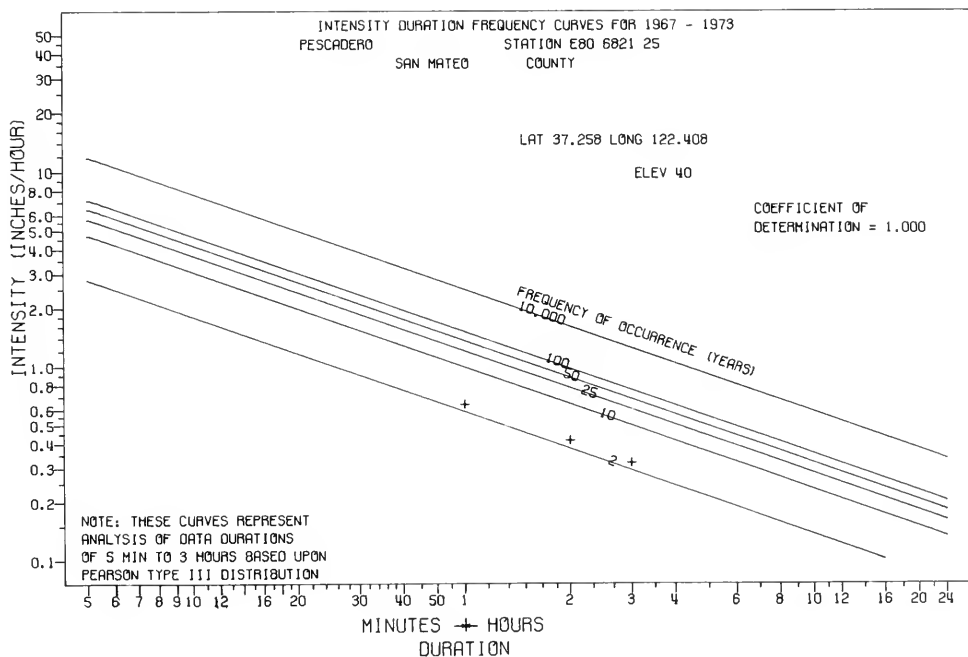 INTENSITY DURATION FREQUENCY CURVES FOR 1967 - 1973
PESCADERO STATION E80 6821 25
SAN MATEO COUNTY
LAT 37.258 LONG 122.408
ELEV 40
COEFFICIENT OF
DETERMINATION = 1.000
INTENSITY (INCHES/HOUR)
50
40
30
20
10
8.0
6.0
5.0
4.0
3.0
2.0
1.0
0.8
0.6
0.5
0.4
0.3
0.2
0.1
FREQUENCY OF OCCURRENCE (YEARS)
10,000
100
50
25
10
2
NOTE: THESE CURVES REPRESENT
ANALYSIS OF DATA DURATIONS
OF 5 MIN TO 3 HOURS BASED UPON
PEARSON TYPE III DISTRIBUTION
5 6 7 8 9 10 12 16 20 30 40 50 1 2 3 4 5 6 7 8 10 12 16 20 24
MINUTES + HOURS
DURATION